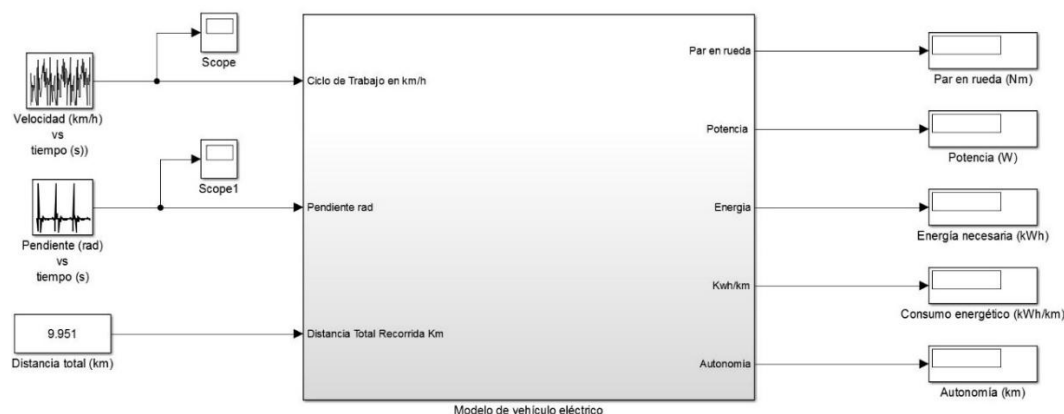 Scope
Velocidad (km/h)
vs
tiempo (s))
Scope1
Pendiente (rad)
vs
tiempo (s)
9.951
Distancia total (km)
Ciclo de Trabajo en km/h
Pendiente rad
Distancia Total Recorrida Km
Par en rueda
Potencia
Energia
Kwh/km
Autonomia
Modelo de vehículo eléctrico
Par en rueda (Nm)
Potencia (W)
Energía necesaria (kWh)
Consumo energético (kWh/km)
Autonomía (km)